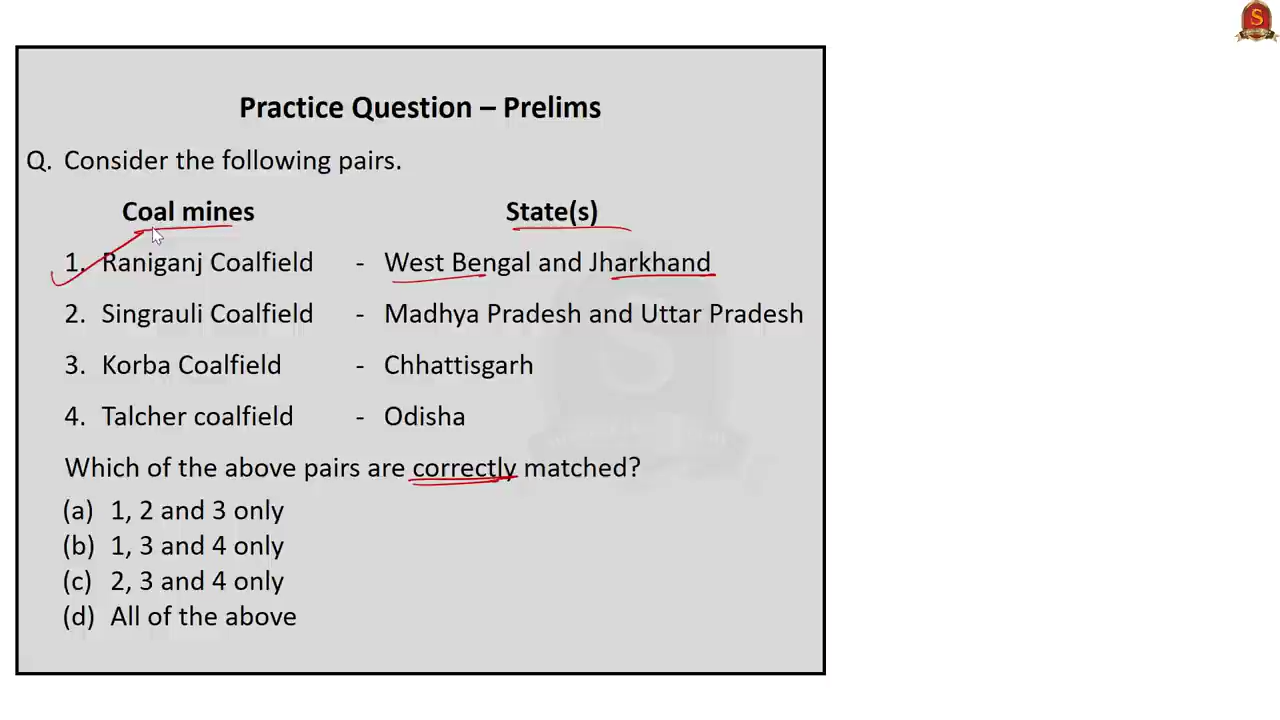 Practice Question – Prelims
Q. Consider the following pairs.
Coal mines State(s)
1. Raniganj Coalfield - West Bengal and Jharkhand
2. Singrauli Coalfield - Madhya Pradesh and Uttar Pradesh
3. Korba Coalfield - Chhattisgarh
4. Talcher coalfield - Odisha
Which of the above pairs are correctly matched?
(a) 1, 2 and 3 only
(b) 1, 3 and 4 only
(c) 2, 3 and 4 only
(d) All of the above
S